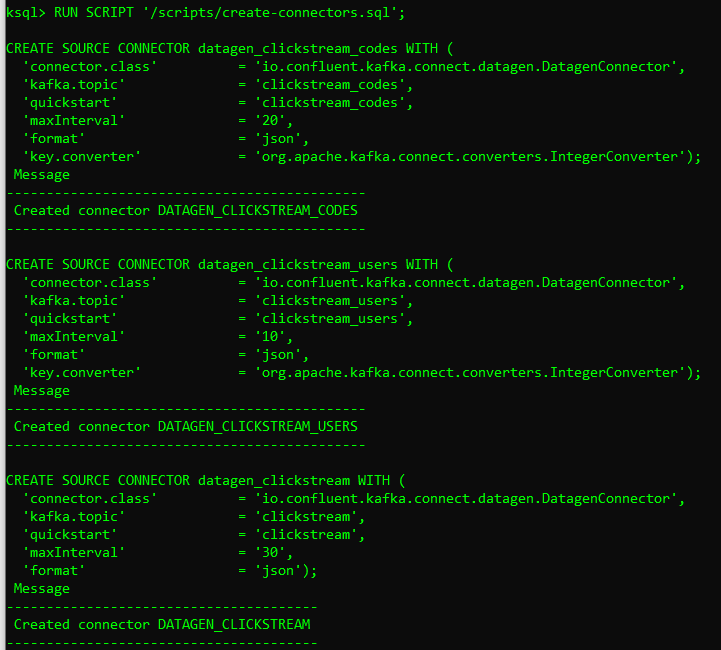 ksql> RUN SCRIPT '/scripts/create-connectors.sql';
CREATE SOURCE CONNECTOR datagen_clickstream_codes WITH (
  'connector.class'          = 'io.confluent.kafka.connect.datagen.DatagenConnector',
  'kafka.topic'              = 'clickstream_codes',
  'quickstart'               = 'clickstream_codes',
  'maxInterval'              = '20',
  'format'                   = 'json',
  'key.converter'            = 'org.apache.kafka.connect.converters.IntegerConverter');
 Message
---------------------------------------------
 Created connector DATAGEN_CLICKSTREAM_CODES
---------------------------------------------
CREATE SOURCE CONNECTOR datagen_clickstream_users WITH (
  'connector.class'          = 'io.confluent.kafka.connect.datagen.DatagenConnector',
  'kafka.topic'              = 'clickstream_users',
  'quickstart'               = 'clickstream_users',
  'maxInterval'              = '10',
  'format'                   = 'json',
  'key.converter'            = 'org.apache.kafka.connect.converters.IntegerConverter');
 Message
---------------------------------------------
 Created connector DATAGEN_CLICKSTREAM_USERS
---------------------------------------------
CREATE SOURCE CONNECTOR datagen_clickstream WITH (
  'connector.class'          = 'io.confluent.kafka.connect.datagen.DatagenConnector',
  'kafka.topic'              = 'clickstream',
  'quickstart'               = 'clickstream',
  'maxInterval'              = '30',
  'format'                   = 'json');
 Message
---------------------------------------
 Created connector DATAGEN_CLICKSTREAM
---------------------------------------